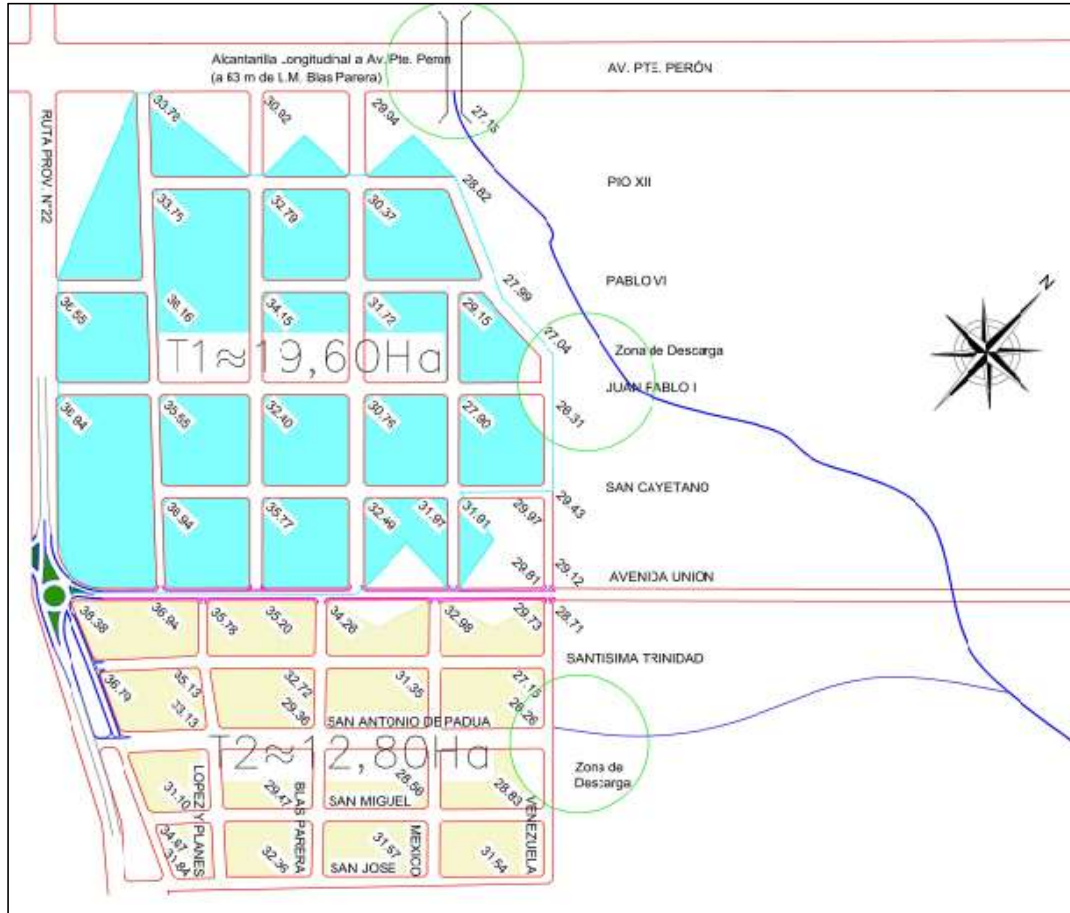 Alcantarilla Longitudinal a Av. Pte. Peron
(a 63 m de L.M. Blas Parera)
AV. PTE. PERÓN
RUTA PROV. N°22
33.76
30.92
29.94
27.15
28.82
PIO XII
33.75
32.79
30.37
27.99
PABLO VI
N
36.55
36.16
34.15
31.72
29.15
27.04
Zona de Descarga
T1≈19,60Ha
JUAN PABLO I
36.94
35.55
32.40
30.76
27.90
26.31
SAN CAYETANO
36.94
35.77
32.49
31.97
31.91
29.97
29.43
29.81
29.12
AVENIDA UNION
38.38
36.94
35.78
35.20
34.26
32.98
29.73
28.71
SANTISIMA TRINIDAD
36.79
35.13
33.13
32.72
29.36
31.35
27.15
26.26
SAN ANTONIO DE PADUA
T2≈12,80Ha
Zona de
Descarga
31.10
29.47
28.56
28.83
SAN MIGUEL
LOPEZ Y PLANES
BLAS PARERA
MEXICO
VENEZUELA
34.97
31.94
32.36
31.57
31.54
SAN JOSE